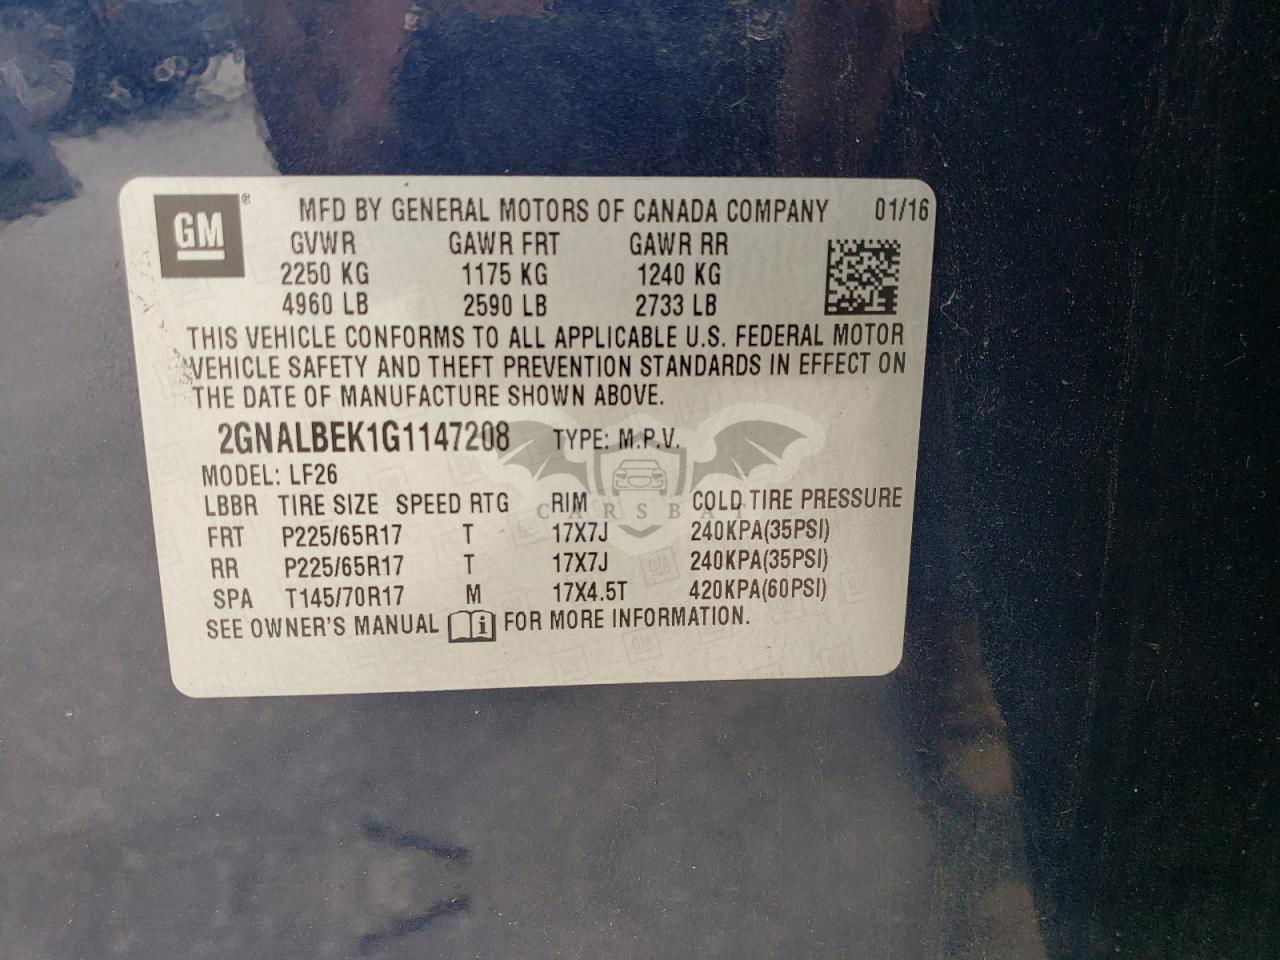 GM ® MFD BY GENERAL MOTORS OF CANADA COMPANY 01/16
GVWR GAWR FRT GAWR RR
2250 KG 1175 KG 1240 KG
4960 LB 2590 LB 2733 LB
THIS VEHICLE CONFORMS TO ALL APPLICABLE U.S. FEDERAL MOTOR
VEHICLE SAFETY AND THEFT PREVENTION STANDARDS IN EFFECT ON
THE DATE OF MANUFACTURE SHOWN ABOVE.
2GNALBEK1G1147208 TYPE: M.P.V.
MODEL: LF26
LBBR TIRE SIZE SPEED RTG RIM COLD TIRE PRESSURE
CARSBAT
FRT P225/65R17 T 17X7J 240KPA(35PSI)
RR P225/65R17 T 17X7J 240KPA(35PSI)
SPA T145/70R17 M 17X4.5T 420KPA(60PSI)
SEE OWNER'S MANUAL i FOR MORE INFORMATION.